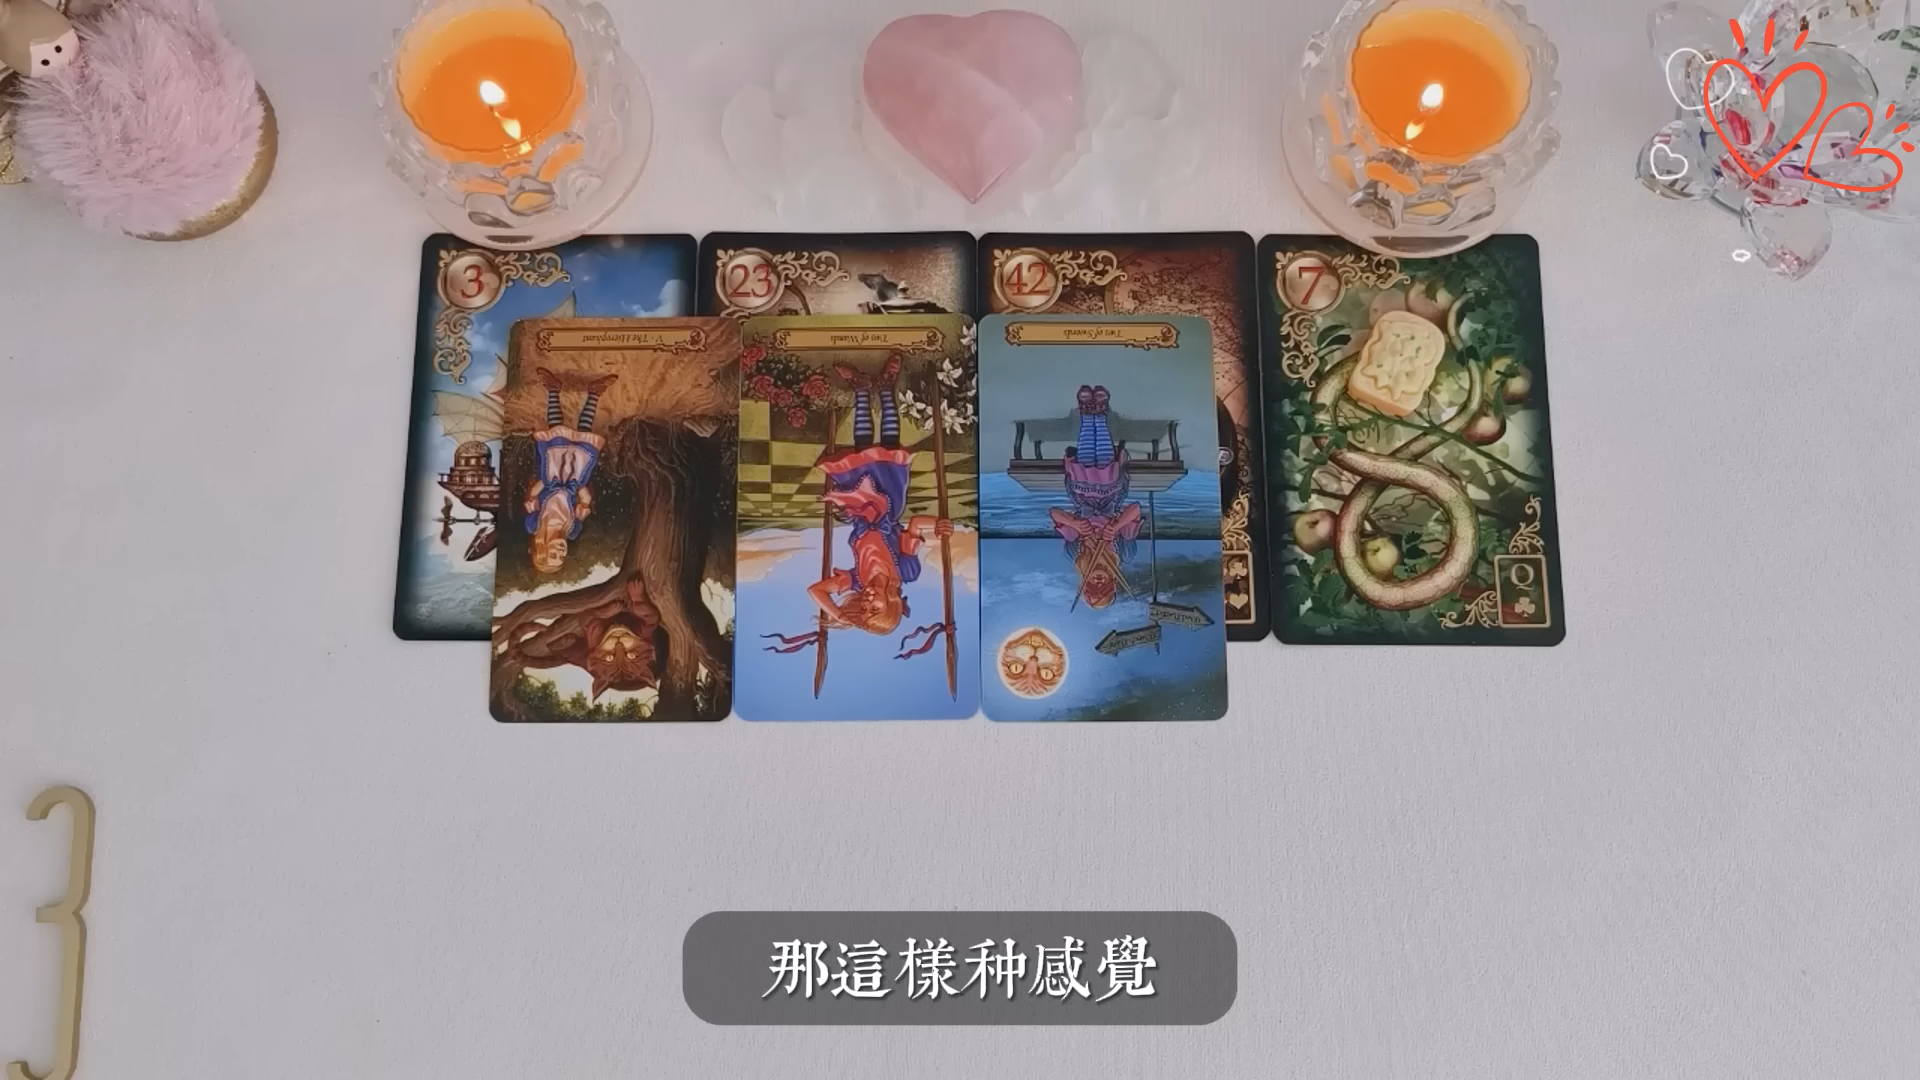 3
23
42
7
V · The Hierophant
Two of Wands
Two of Swords
Q
3
那這樣种感覺